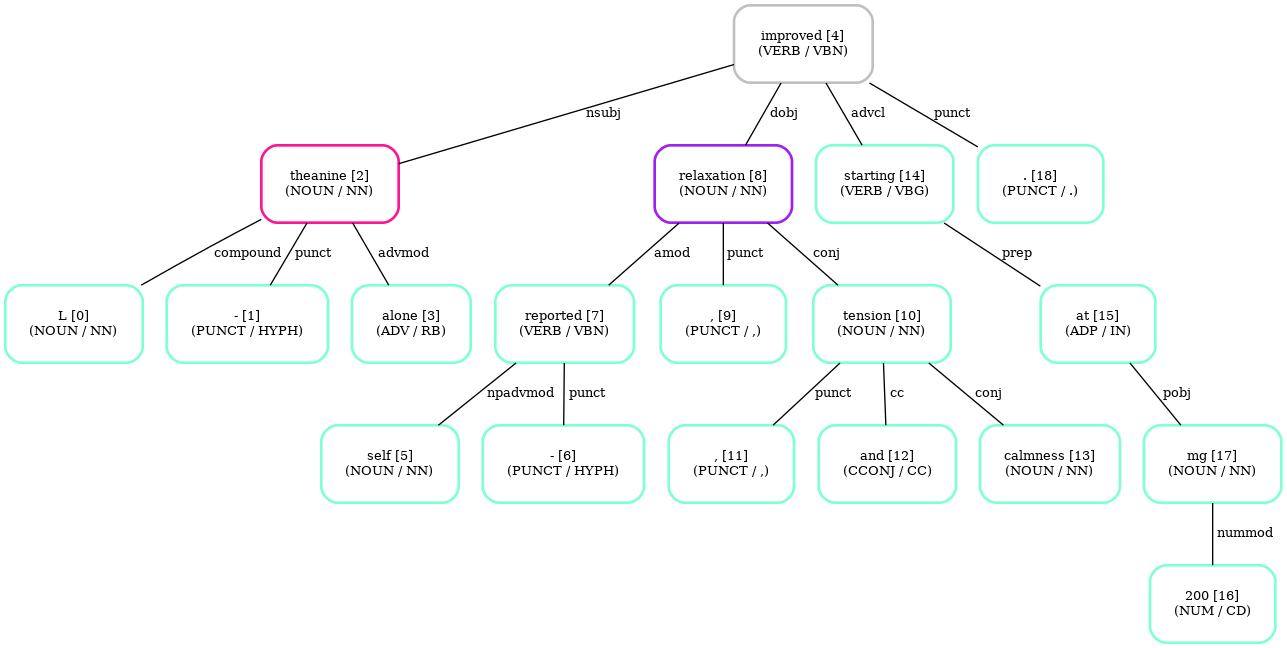 improved [4]
(VERB / VBN)
nsubj
dobj
advcl
punct
theanine [2]
(NOUN / NN)
relaxation [8]
(NOUN / NN)
starting [14]
(VERB / VBG)
. [18]
(PUNCT / .)
compound
punct
advmod
amod
punct
conj
prep
L [0]
(NOUN / NN)
- [1]
(PUNCT / HYPH)
alone [3]
(ADV / RB)
reported [7]
(VERB / VBN)
, [9]
(PUNCT / ,)
tension [10]
(NOUN / NN)
at [15]
(ADP / IN)
npadvmod
punct
punct
cc
conj
pobj
self [5]
(NOUN / NN)
- [6]
(PUNCT / HYPH)
, [11]
(PUNCT / ,)
and [12]
(CCONJ / CC)
calmness [13]
(NOUN / NN)
mg [17]
(NOUN / NN)
nummod
200 [16]
(NUM / CD)